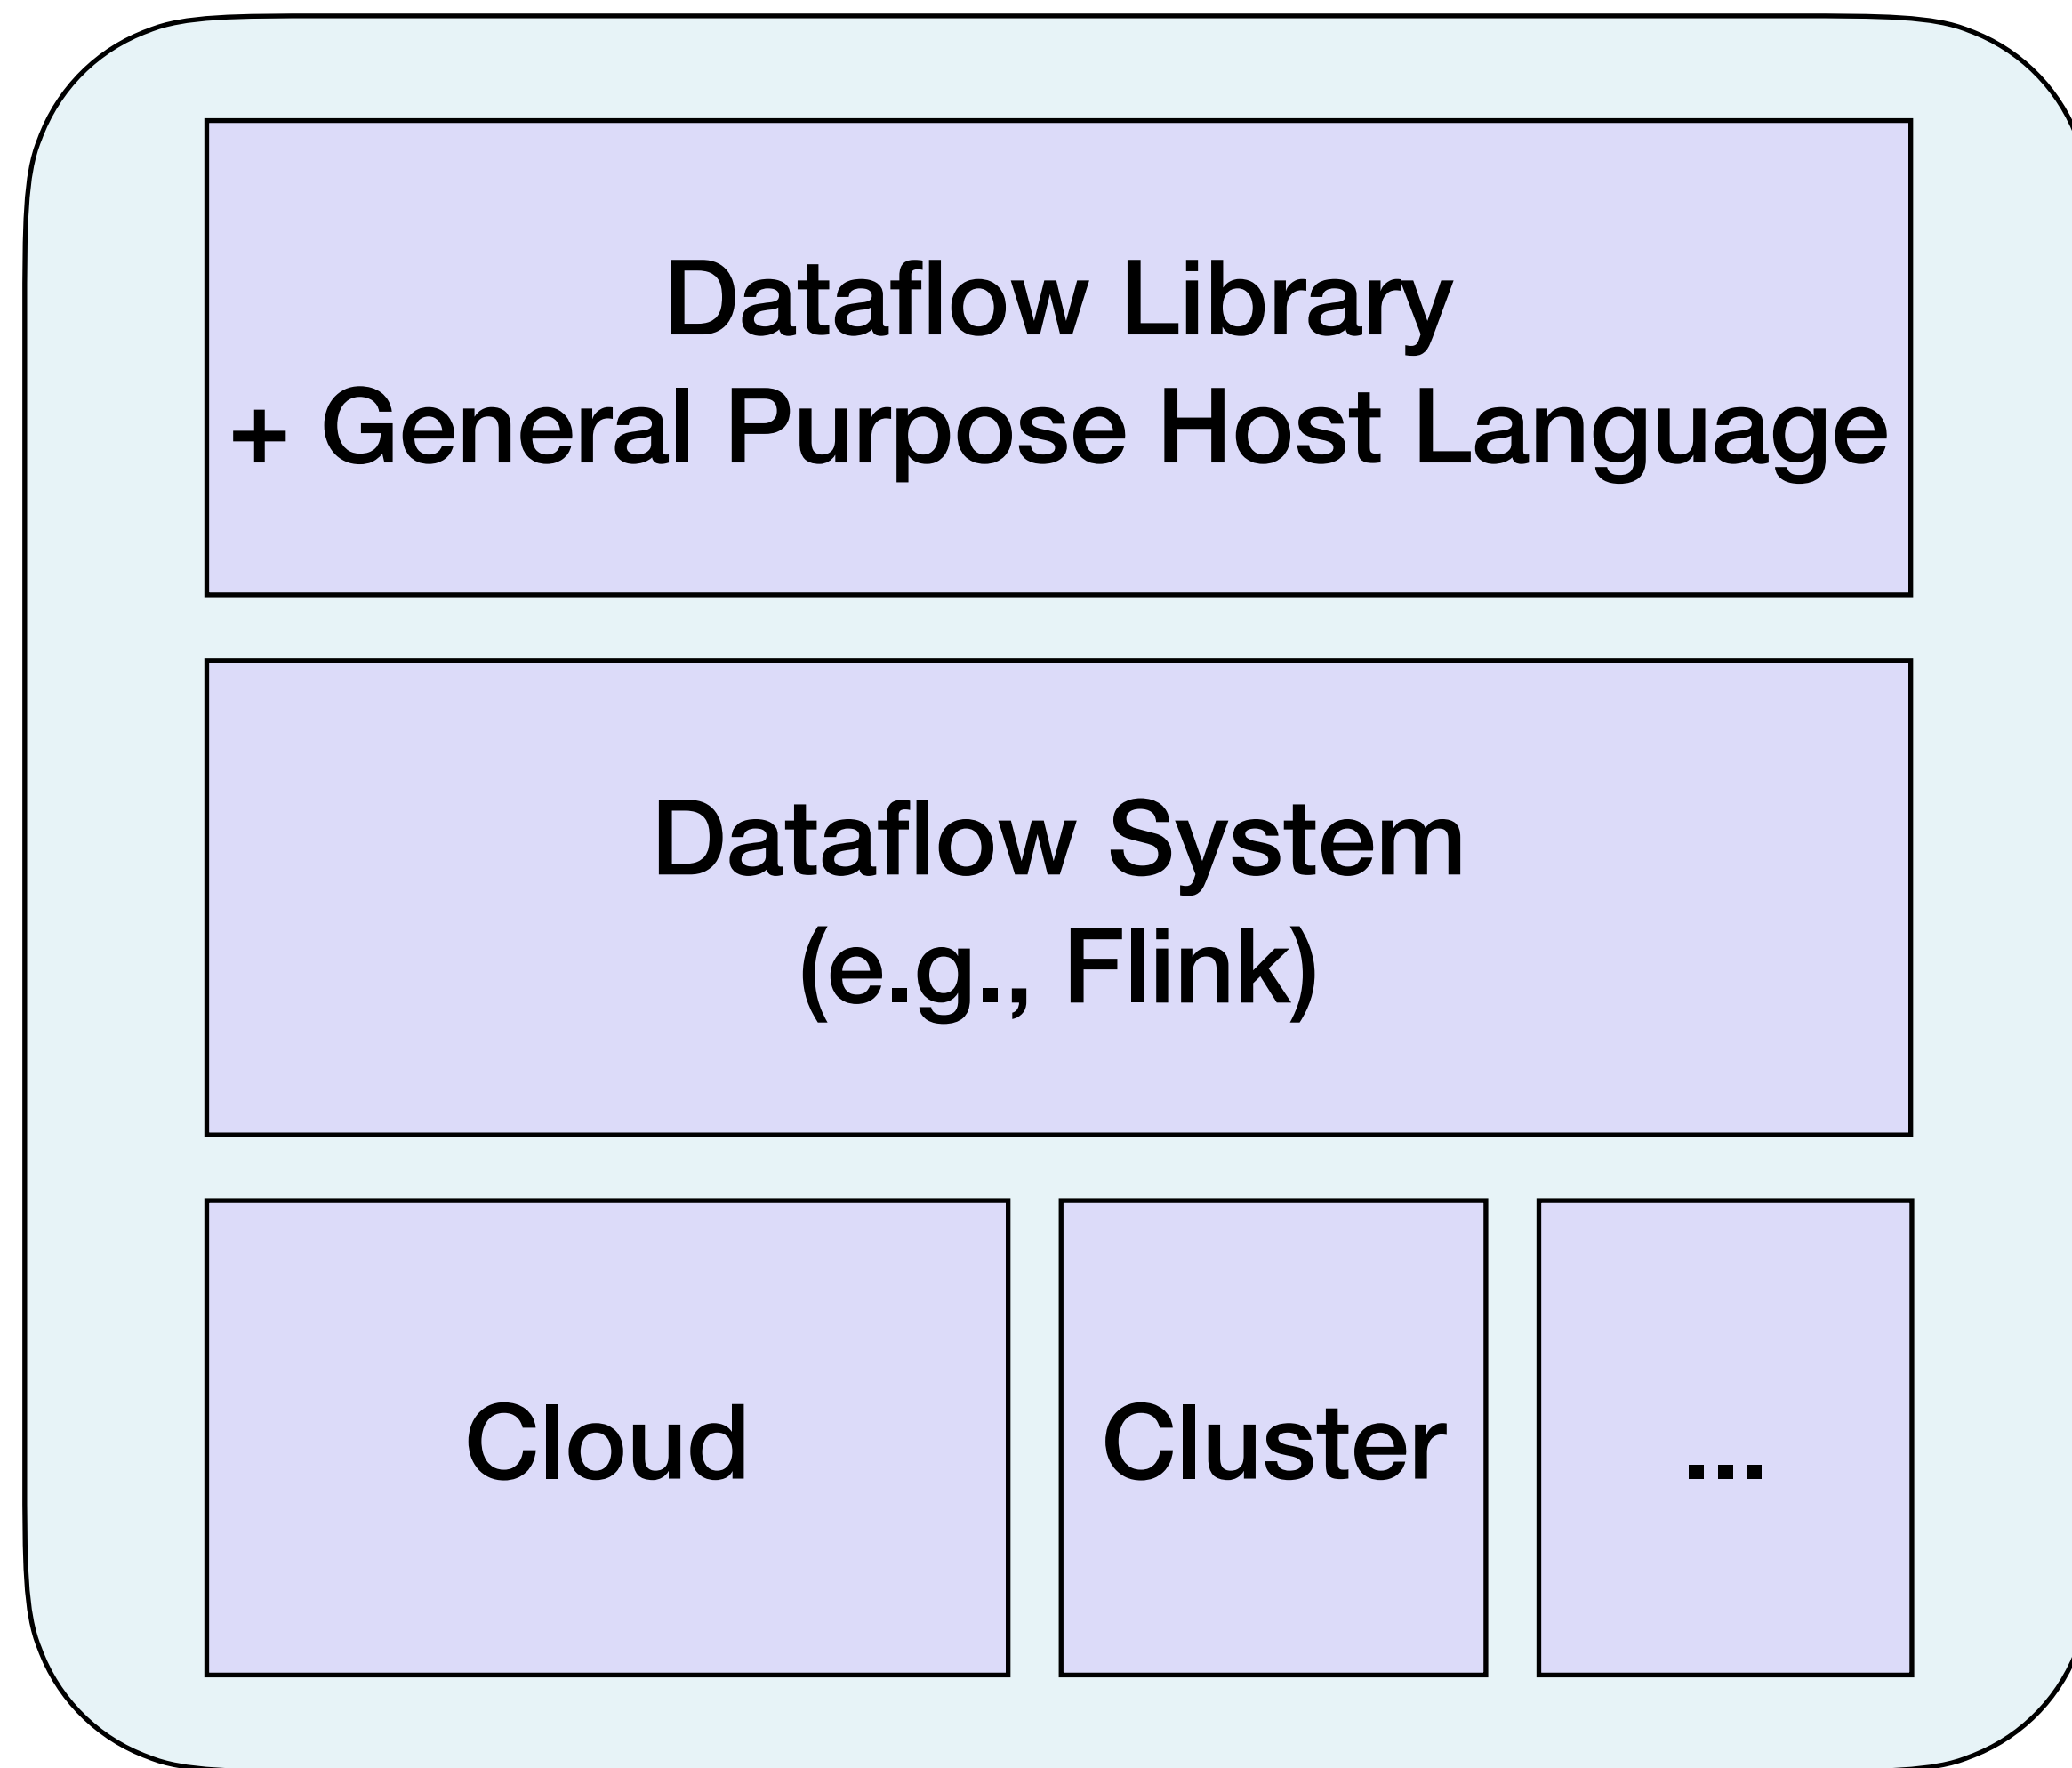 Dataflow Library
+ General Purpose Host Language
Dataflow System
(e.g., Flink)
Cloud
Cluster
...